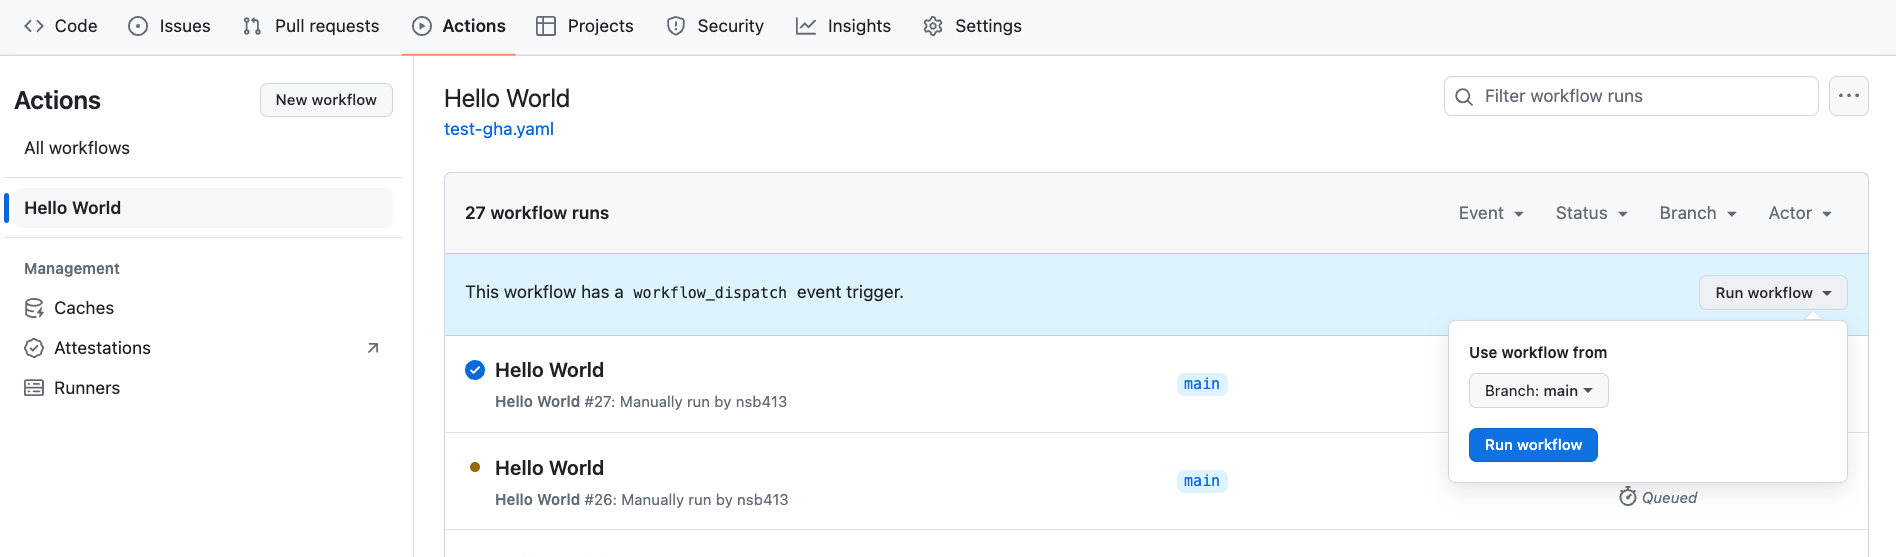 Code Issues Pull requests Actions Projects Security Insights Settings
Actions
New workflow
All workflows
Hello World
Management
Caches
Attestations
Runners
Hello World
test-gha.yaml
Filter workflow runs
27 workflow runs
Event Status Branch Actor
This workflow has a workflow_dispatch event trigger.
Run workflow
Use workflow from
Branch: main
Run workflow
Hello World
Hello World #27: Manually run by nsb413
main
Hello World
Hello World #26: Manually run by nsb413
main
Queued